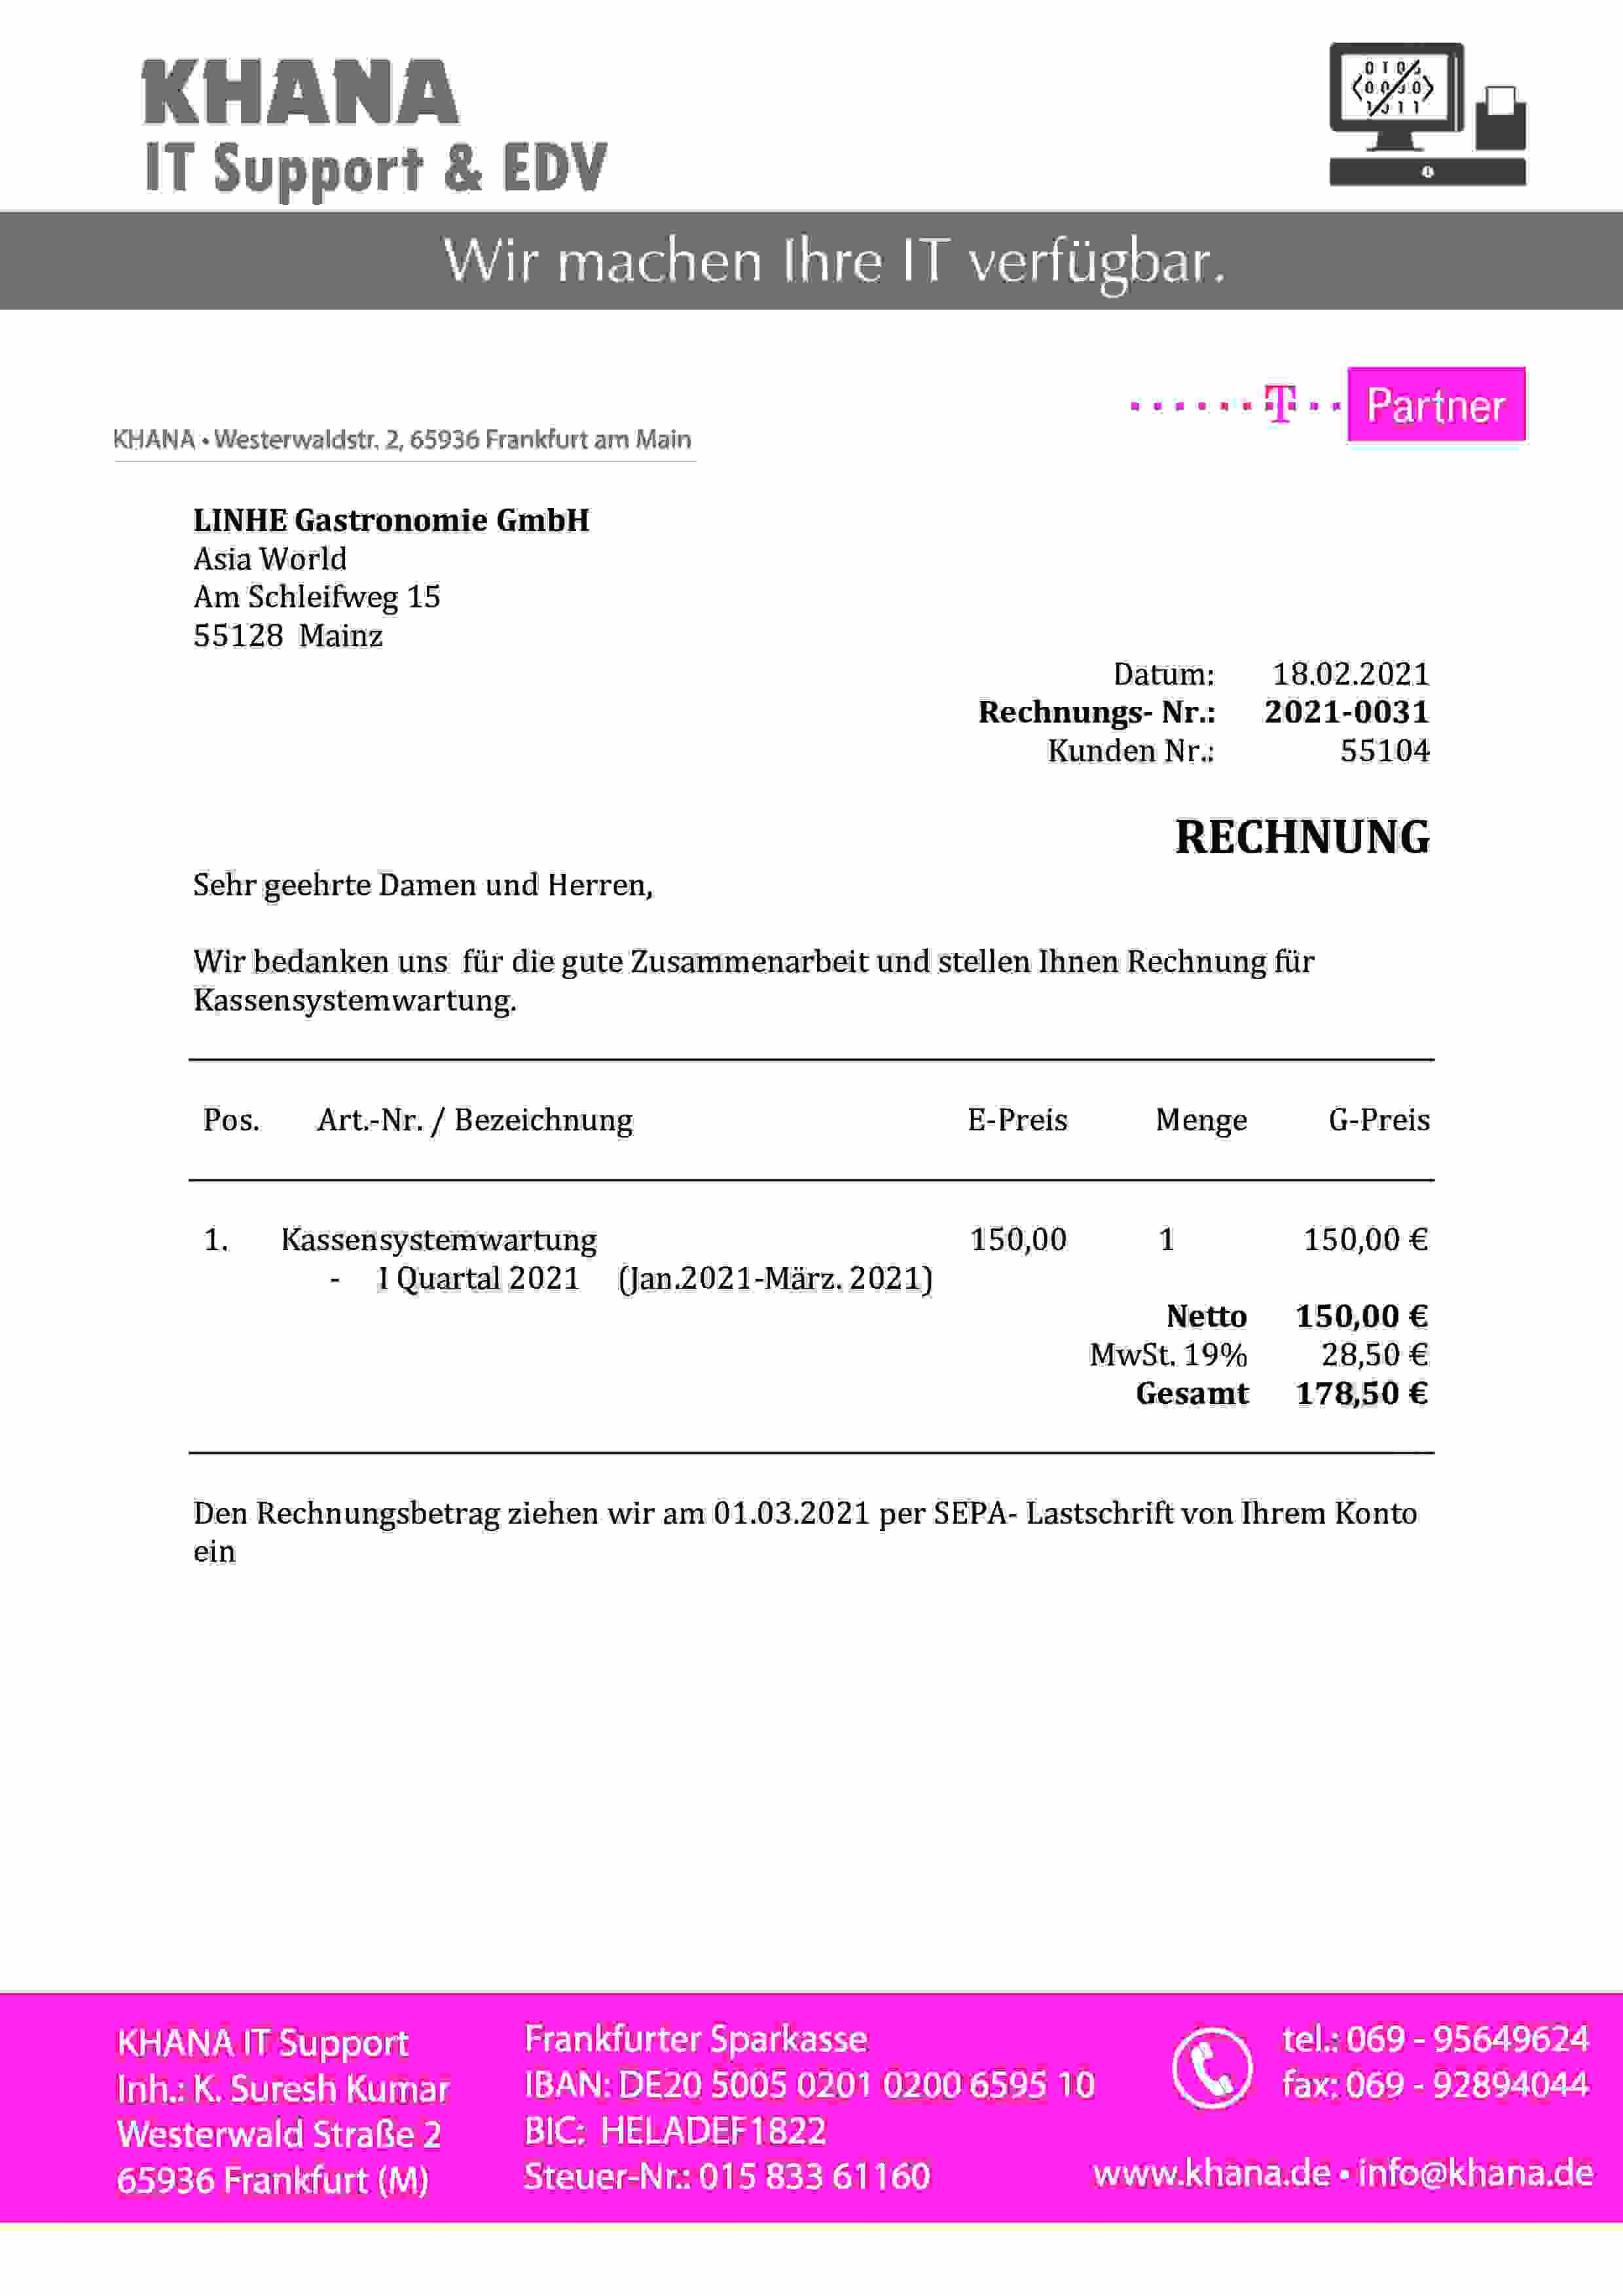 KHANA
IT Support & EDV
Wir machen Ihre IT verfügbar.
T Partner
KHANA • Westerwaldstr. 2, 65936 Frankfurt am Main
LINHE Gastronomie GmbH
Asia World
Am Schleifweg 15
55128 Mainz
Datum: 18.02.2021
Rechnungs- Nr.: 2021-0031
Kunden Nr.: 55104
RECHNUNG
Sehr geehrte Damen und Herren,
Wir bedanken uns für die gute Zusammenarbeit und stellen Ihnen Rechnung für
Kassensystemwartung.
Pos. Art.-Nr. / Bezeichnung E-Preis Menge G-Preis
1. Kassensystemwartung 150,00 1 150,00 €
- I Quartal 2021 (Jan.2021-März. 2021)
Netto 150,00 €
MwSt. 19% 28,50 €
Gesamt 178,50 €
Den Rechnungsbetrag ziehen wir am 01.03.2021 per SEPA- Lastschrift von Ihrem Konto
ein
KHANA IT Support
Inh.: K. Suresh Kumar
Westerwald Straße 2
65936 Frankfurt (M)
Frankfurter Sparkasse
IBAN: DE20 5005 0201 0200 6595 10
BIC: HELADEF1822
Steuer-Nr.: 015 833 61160
tel.: 069 - 95649624
fax: 069 - 92894044
www.khana.de • info@khana.de